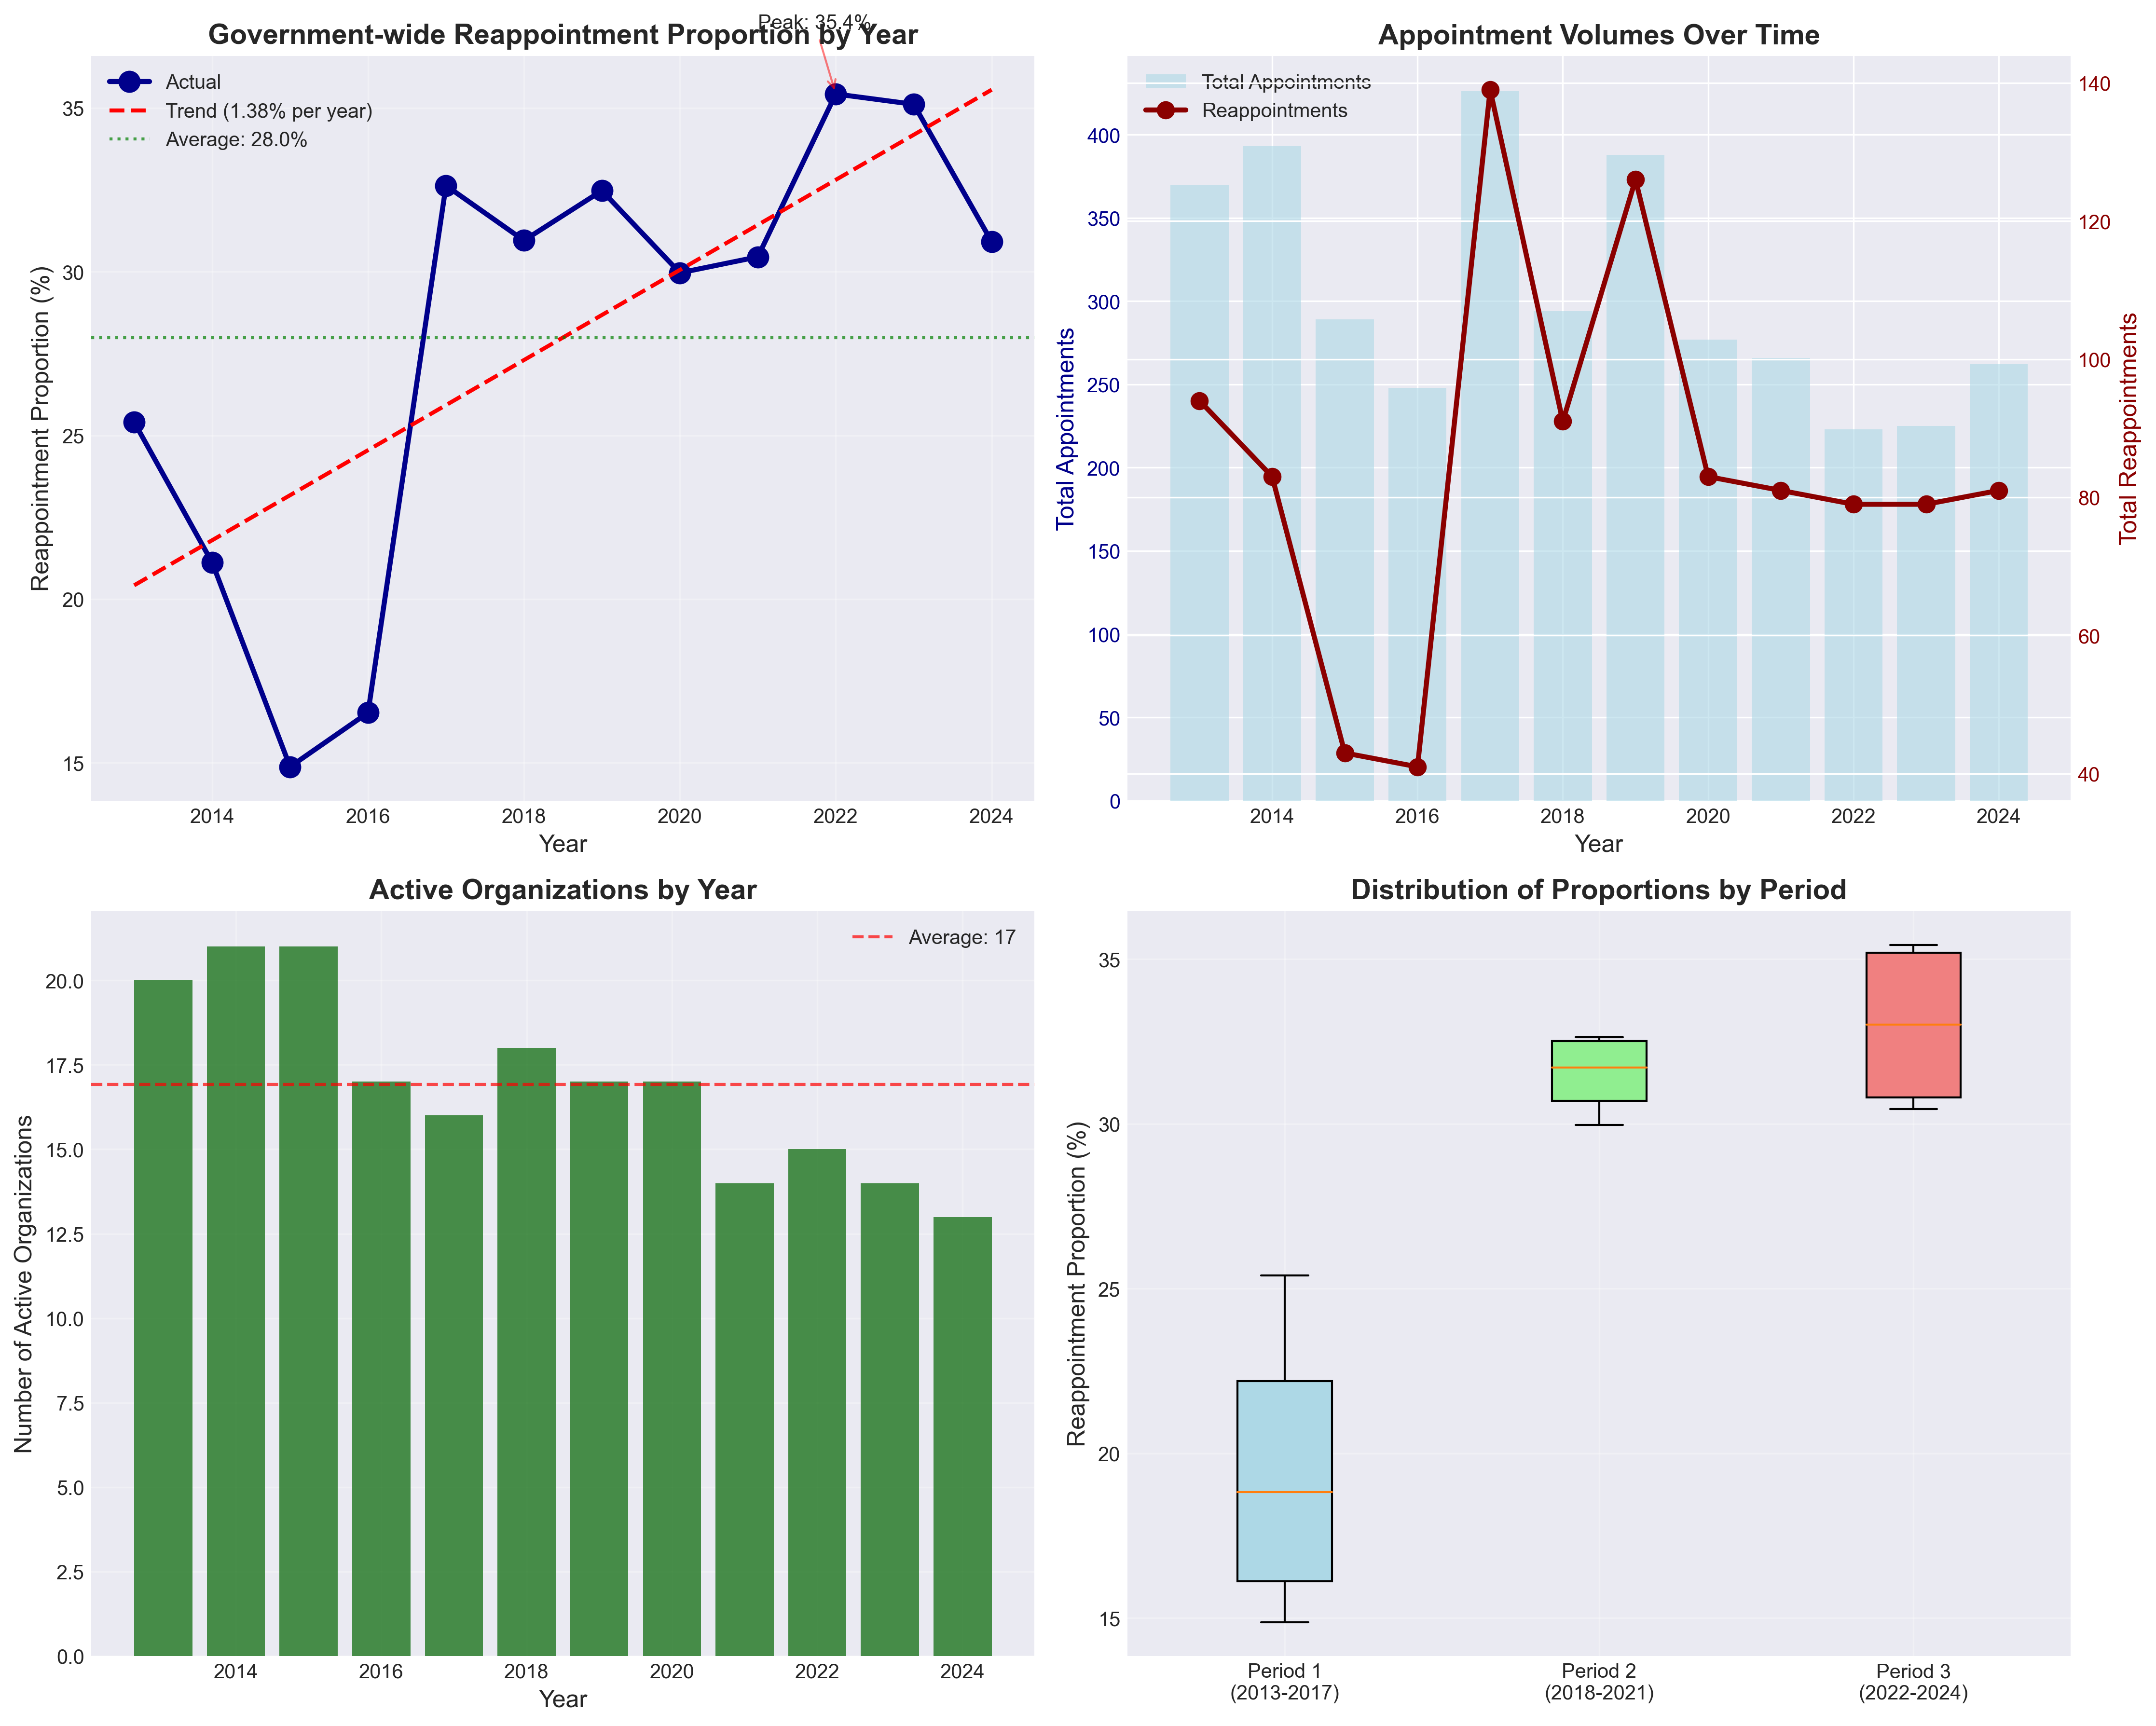 Peak: 35.4%
Government-wide Reappointment Proportion by Year
Actual
Trend (1.38% per year)
Average: 28.0%
Reappointment Proportion (%)
35
30
25
20
15
2014 2016 2018 2020 2022 2024
Year
Appointment Volumes Over Time
Total Appointments
Reappointments
Total Appointments
400
350
300
250
200
150
100
50
0
140
120
100
80
60
40
Total Reappointments
2014 2016 2018 2020 2022 2024
Year
Active Organizations by Year
Average: 17
Number of Active Organizations
20.0
17.5
15.0
12.5
10.0
7.5
5.0
2.5
0.0
2014 2016 2018 2020 2022 2024
Year
Distribution of Proportions by Period
Reappointment Proportion (%)
35
30
25
20
15
Period 1
(2013-2017)
Period 2
(2018-2021)
Period 3
(2022-2024)